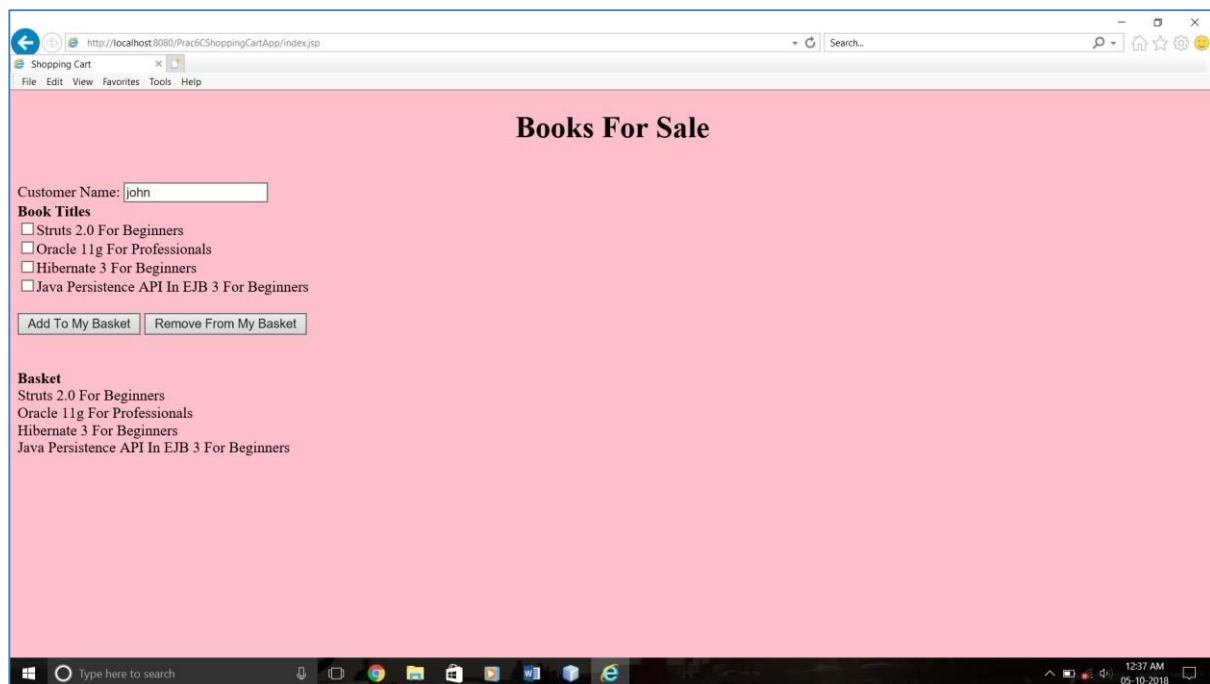 http://localhost:8080/Prac6CShoppingCartApp/index.jsp
Search...
Shopping Cart
File Edit View Favorites Tools Help
Books For Sale
Customer Name: john
Book Titles
Struts 2.0 For Beginners
Oracle 11g For Professionals
Hibernate 3 For Beginners
Java Persistence API In EJB 3 For Beginners
Add To My Basket Remove From My Basket
Basket
Struts 2.0 For Beginners
Oracle 11g For Professionals
Hibernate 3 For Beginners
Java Persistence API In EJB 3 For Beginners
Type here to search
12:37 AM
05-10-2018